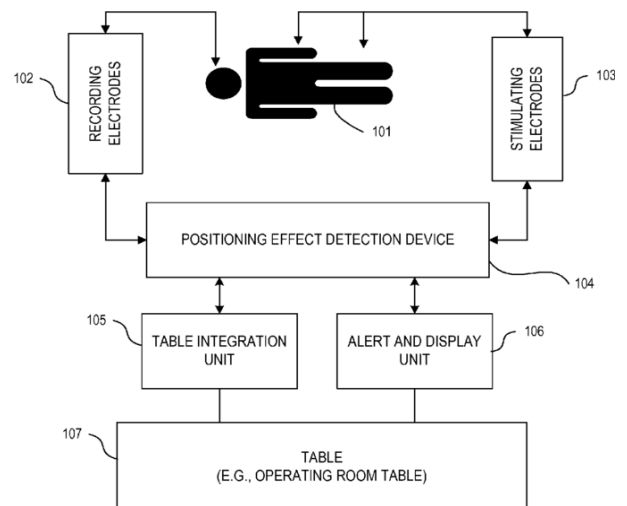 102
RECORDING
ELECTRODES
101
STIMULATING
ELECTRODES
103
POSITIONING EFFECT DETECTION DEVICE
104
105
TABLE INTEGRATION
UNIT
ALERT AND DISPLAY
UNIT
106
107
TABLE
(E.G., OPERATING ROOM TABLE)